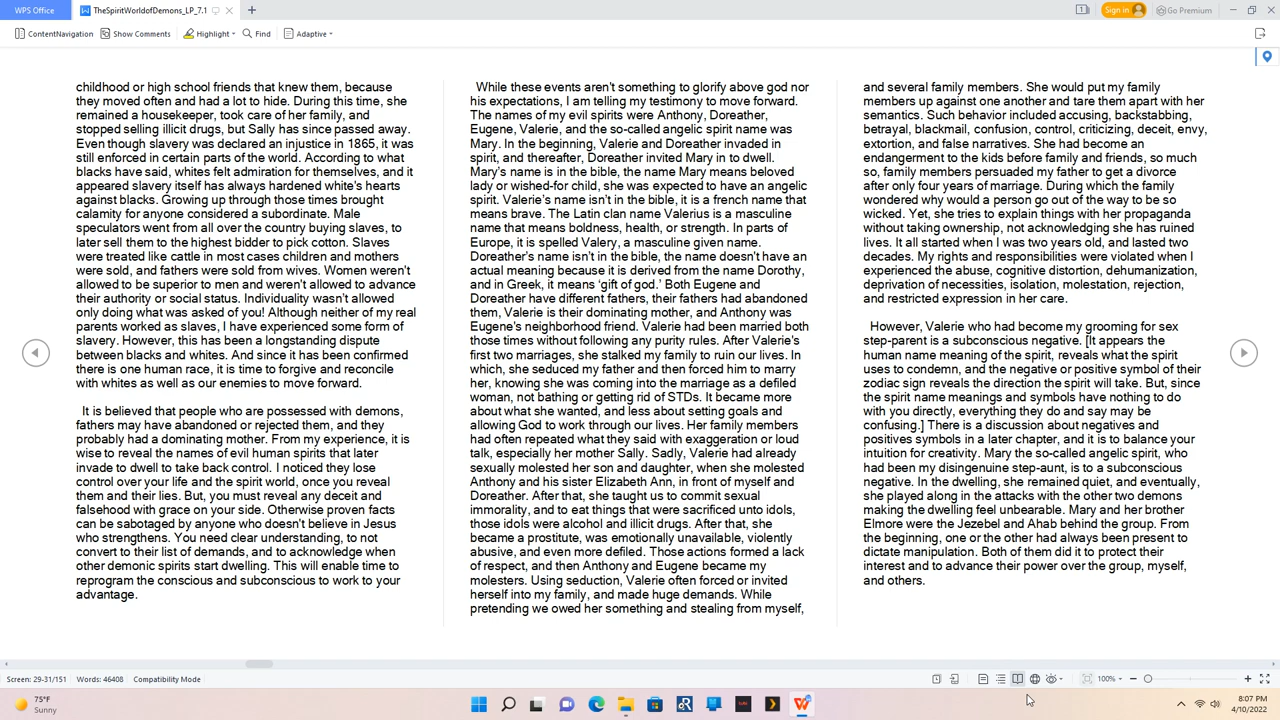 WPS Office
TheSpiritWorldofDemons_LP_7.1
Sign in
Go Premium
ContentNavigation
Show Comments
Highlight
Find
Adaptive
childhood or high school friends that knew them, because
they moved often and had a lot to hide. During this time, she
remained a housekeeper, took care of her family, and
stopped selling illicit drugs, but Sally has since passed away.
Even though slavery was declared an injustice in 1865, it was
still enforced in certain parts of the world. According to what
blacks have said, whites felt admiration for themselves, and it
appeared slavery itself has always hardened white's hearts
against blacks. Growing up through those times brought
calamity for anyone considered a subordinate. Male
speculators went from all over the country buying slaves, to
later sell them to the highest bidder to pick cotton. Slaves
were treated like cattle in most cases children and mothers
were sold, and fathers were sold from wives. Women weren't
allowed to be superior to men and weren't allowed to advance
their authority or social status. Individuality wasn't allowed
only doing what was asked of you! Although neither of my real
parents worked as slaves, I have experienced some form of
slavery. However, this has been a longstanding dispute
between blacks and whites. And since it has been confirmed
there is one human race, it is time to forgive and reconcile
with whites as well as our enemies to move forward.
It is believed that people who are possessed with demons,
fathers may have abandoned or rejected them, and they
probably had a dominating mother. From my experience, it is
wise to reveal the names of evil human spirits that later
invade to dwell to take back control. I noticed they lose
control over your life and the spirit world, once you reveal
them and their lies. But, you must reveal any deceit and
falsehood with grace on your side. Otherwise proven facts
can be sabotaged by anyone who doesn't believe in Jesus
who strengthens. You need clear understanding, to not
convert to their list of demands, and to acknowledge when
other demonic spirits start dwelling. This will enable time to
reprogram the conscious and subconscious to work to your
advantage.
While these events aren't something to glorify above god nor
his expectations, I am telling my testimony to move forward.
The names of my evil spirits were Anthony, Doreather,
Eugene, Valerie, and the so-called angelic spirit name was
Mary. In the beginning, Valerie and Doreather invaded in
spirit, and thereafter, Doreather invited Mary in to dwell.
Mary's name is in the bible, the name Mary means beloved
lady or wished-for child, she was expected to have an angelic
spirit. Valerie's name isn't in the bible, it is a french name that
means brave. The Latin clan name Valerius is a masculine
name that means boldness, health, or strength. In parts of
Europe, it is spelled Valery, a masculine given name.
Doreather's name isn't in the bible, the name doesn't have an
actual meaning because it is derived from the name Dorothy,
and in Greek, it means ‘gift of god.’ Both Eugene and
Doreather have different fathers, their fathers had abandoned
them, Valerie is their dominating mother, and Anthony was
Eugene's neighborhood friend. Valerie had been married both
those times without following any purity rules. After Valerie's
first two marriages, she stalked my family to ruin our lives. In
which, she seduced my father and then forced him to marry
her, knowing she was coming into the marriage as a defiled
woman, not bathing or getting rid of STDs. It became more
about what she wanted, and less about setting goals and
allowing God to work through our lives. Her family members
had often repeated what they said with exaggeration or loud
talk, especially her mother Sally. Sadly, Valerie had already
sexually molested her son and daughter, when she molested
Anthony and his sister Elizabeth Ann, in front of myself and
Doreather. After that, she taught us to commit sexual
immorality, and to eat things that were sacrificed unto idols,
those idols were alcohol and illicit drugs. After that, she
became a prostitute, was emotionally unavailable, violently
abusive, and even more defiled. Those actions formed a lack
of respect, and then Anthony and Eugene became my
molesters. Using seduction, Valerie often forced or invited
herself into my family, and made huge demands. While
pretending we owed her something and stealing from myself,
and several family members. She would put my family
members up against one another and tare them apart with her
semantics. Such behavior included accusing, backstabbing,
betrayal, blackmail, confusion, control, criticizing, deceit, envy,
extortion, and false narratives. She had become an
endangerment to the kids before family and friends, so much
so, family members persuaded my father to get a divorce
after only four years of marriage. During which the family
wondered why would a person go out of the way to be so
wicked. Yet, she tries to explain things with her propaganda
without taking ownership, not acknowledging she has ruined
lives. It all started when I was two years old, and lasted two
decades. My rights and responsibilities were violated when I
experienced the abuse, cognitive distortion, dehumanization,
deprivation of necessities, isolation, molestation, rejection,
and restricted expression in her care.
However, Valerie who had become my grooming for sex
step-parent is a subconscious negative. [It appears the
human name meaning of the spirit, reveals what the spirit
uses to condemn, and the negative or positive symbol of their
zodiac sign reveals the direction the spirit will take. But, since
the spirit name meanings and symbols have nothing to do
with you directly, everything they do and say may be
confusing.] There is a discussion about negatives and
positives symbols in a later chapter, and it is to balance your
intuition for creativity. Mary the so-called angelic spirit, who
had been my disingenuine step-aunt, is to a subconscious
negative. In the dwelling, she remained quiet, and eventually,
she played along in the attacks with the other two demons
making the dwelling feel unbearable. Mary and her brother
Elmore were the Jezebel and Ahab behind the group. From
the beginning, one or the other had always been present to
dictate manipulation. Both of them did it to protect their
interest and to advance their power over the group, myself,
and others.
Screen: 29-31/151
Words: 46408
Compatibility Mode
100%
75°F
Sunny
8:07 PM
4/10/2022